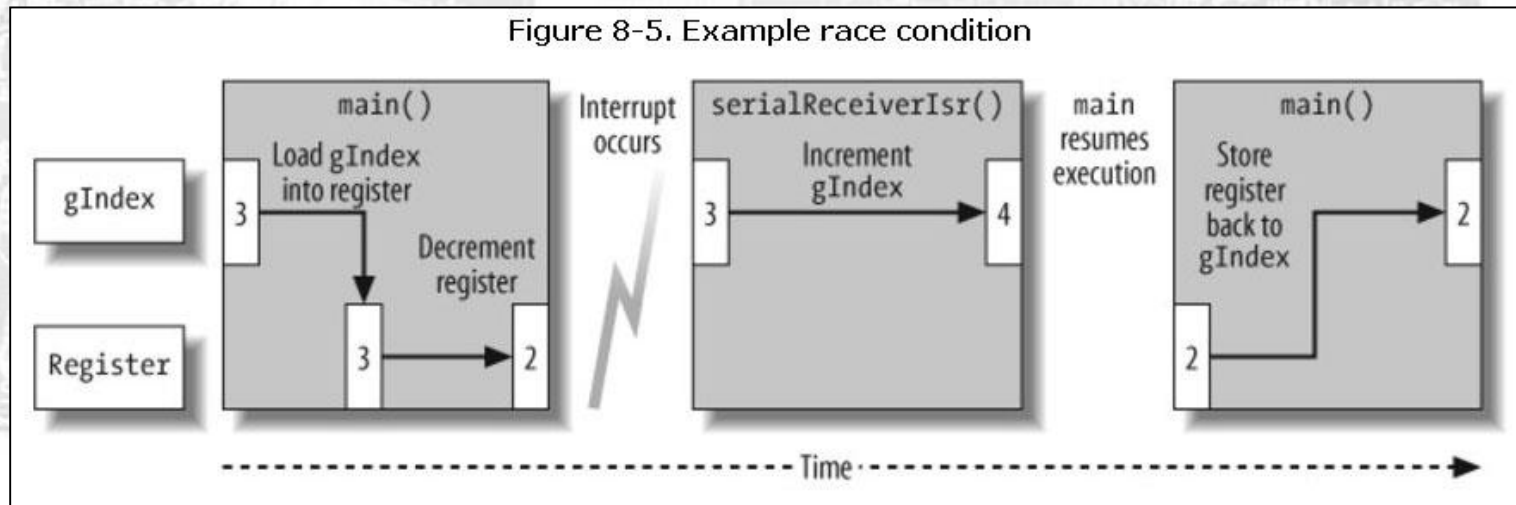 Figure 8-5. Example race condition
gIndex
Register
main()
Load gIndex
into register
3
Decrement
register
3
2
Interrupt
occurs
serialReceiverIsr()
Increment
gIndex
3
4
main
resumes
execution
main()
Store
register
back to
gIndex
2
2
Time